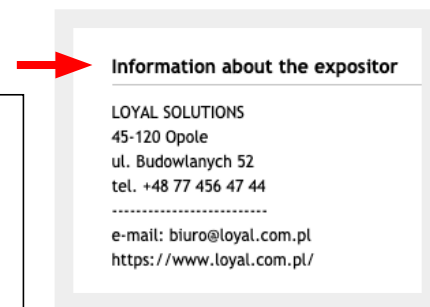 Information about the expositor
LOYAL SOLUTIONS
45-120 Opole
ul. Budowlanych 52
tel. +48 77 456 47 44
--------------------------
e-mail: biuro@loyal.com.pl
https://www.loyal.com.pl/